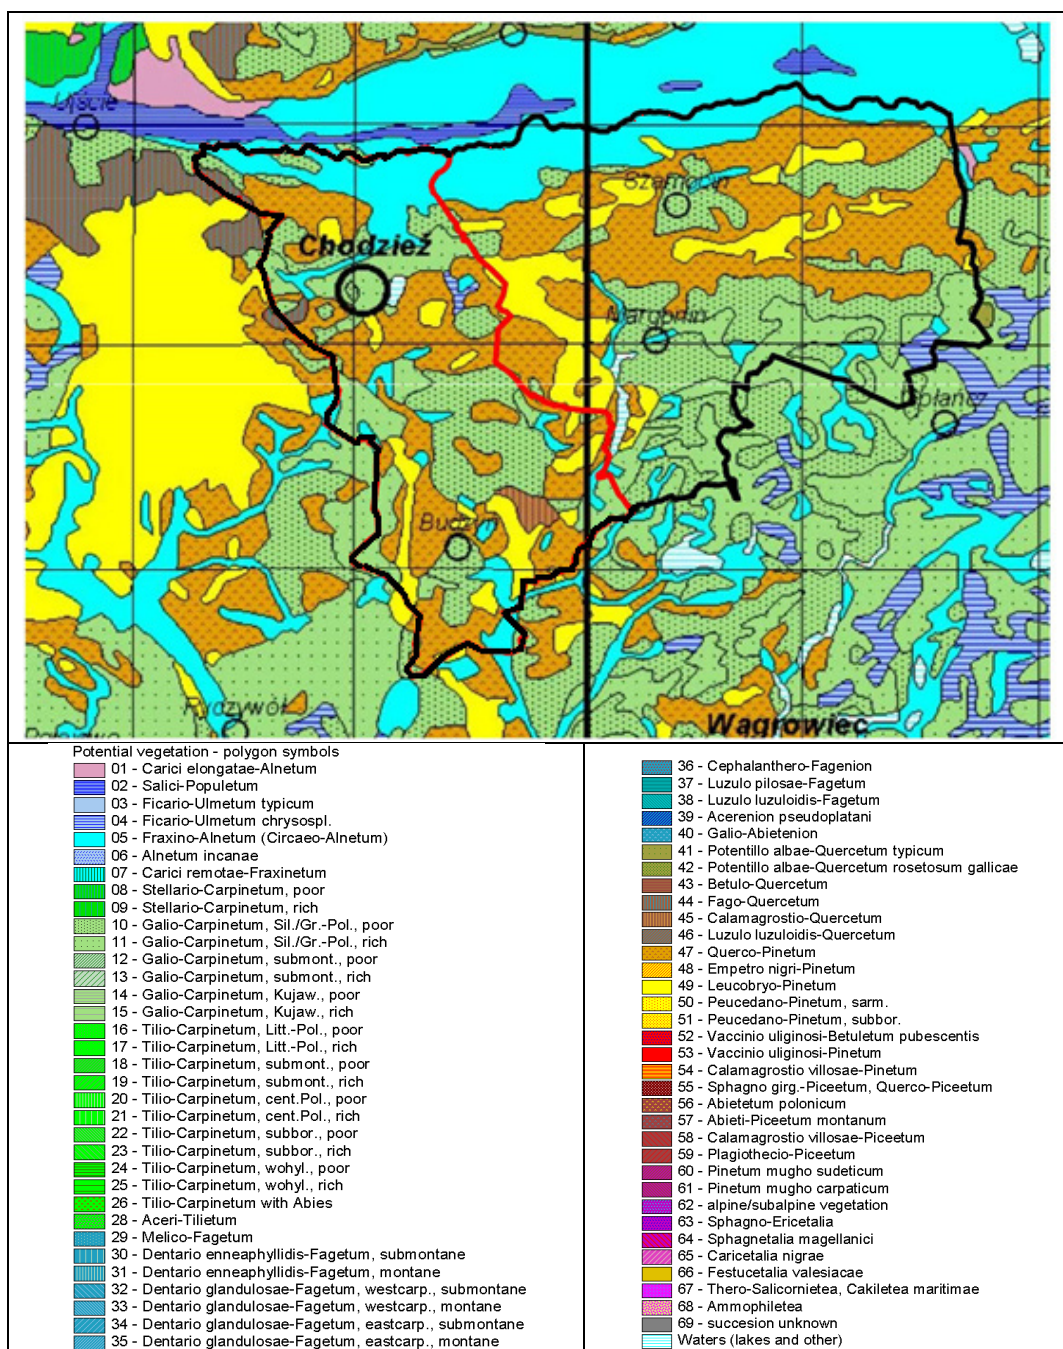 Ujście
Szamocin
Chodzież
Margonin
Gołańcz
Budzyń
Ryczywół
Wągrowiec
Potential vegetation - polygon symbols
01 - Carici elongatae-Alnetum
02 - Salici-Populetum
03 - Ficario-Ulmetum typicum
04 - Ficario-Ulmetum chrysospl.
05 - Fraxino-Alnetum (Circaeo-Alnetum)
06 - Alnetum incanae
07 - Carici remotae-Fraxinetum
08 - Stellario-Carpinetum, poor
09 - Stellario-Carpinetum, rich
10 - Galio-Carpinetum, Sil./Gr.-Pol., poor
11 - Galio-Carpinetum, Sil./Gr.-Pol., rich
12 - Galio-Carpinetum, submont., poor
13 - Galio-Carpinetum, submont., rich
14 - Galio-Carpinetum, Kujaw., poor
15 - Galio-Carpinetum, Kujaw., rich
16 - Tilio-Carpinetum, Litt.-Pol., poor
17 - Tilio-Carpinetum, Litt.-Pol., rich
18 - Tilio-Carpinetum, submont., poor
19 - Tilio-Carpinetum, submont., rich
20 - Tilio-Carpinetum, cent.Pol., poor
21 - Tilio-Carpinetum, cent.Pol., rich
22 - Tilio-Carpinetum, subbor., poor
23 - Tilio-Carpinetum, subbor., rich
24 - Tilio-Carpinetum, wohyl., poor
25 - Tilio-Carpinetum, wohyl., rich
26 - Tilio-Carpinetum with Abies
28 - Aceri-Tilietum
29 - Melico-Fagetum
30 - Dentario enneaphyllidis-Fagetum, submontane
31 - Dentario enneaphyllidis-Fagetum, montane
32 - Dentario glandulosae-Fagetum, westcarp., submontane
33 - Dentario glandulosae-Fagetum, westcarp., montane
34 - Dentario glandulosae-Fagetum, eastcarp., submontane
35 - Dentario glandulosae-Fagetum, eastcarp., montane
36 - Cephalanthero-Fagenion
37 - Luzulo pilosae-Fagetum
38 - Luzulo luzuloidis-Fagetum
39 - Acerenion pseudoplatani
40 - Galio-Abietenion
41 - Potentillo albae-Quercetum typicum
42 - Potentillo albae-Quercetum rosetosum gallicae
43 - Betulo-Quercetum
44 - Fago-Quercetum
45 - Calamagrostio-Quercetum
46 - Luzulo luzuloidis-Quercetum
47 - Querco-Pinetum
48 - Empetro nigri-Pinetum
49 - Leucobryo-Pinetum
50 - Peucedano-Pinetum, sarm.
51 - Peucedano-Pinetum, subbor.
52 - Vaccinio uliginosi-Betuletum pubescentis
53 - Vaccinio uliginosi-Pinetum
54 - Calamagrostio villosae-Pinetum
55 - Sphagno girg.-Piceetum, Querco-Piceetum
56 - Abietetum polonicum
57 - Abieti-Piceetum montanum
58 - Calamagrostio villosae-Piceetum
59 - Plagiothecio-Piceetum
60 - Pinetum mugho sudeticum
61 - Pinetum mugho carpaticum
62 - alpine/subalpine vegetation
63 - Sphagno-Ericetalia
64 - Sphagnetalia magellanici
65 - Caricetalia nigrae
66 - Festucetalia valesiacae
67 - Thero-Salicornietea, Cakiletea maritimae
68 - Ammophiletea
69 - succesion unknown
Waters (lakes and other)